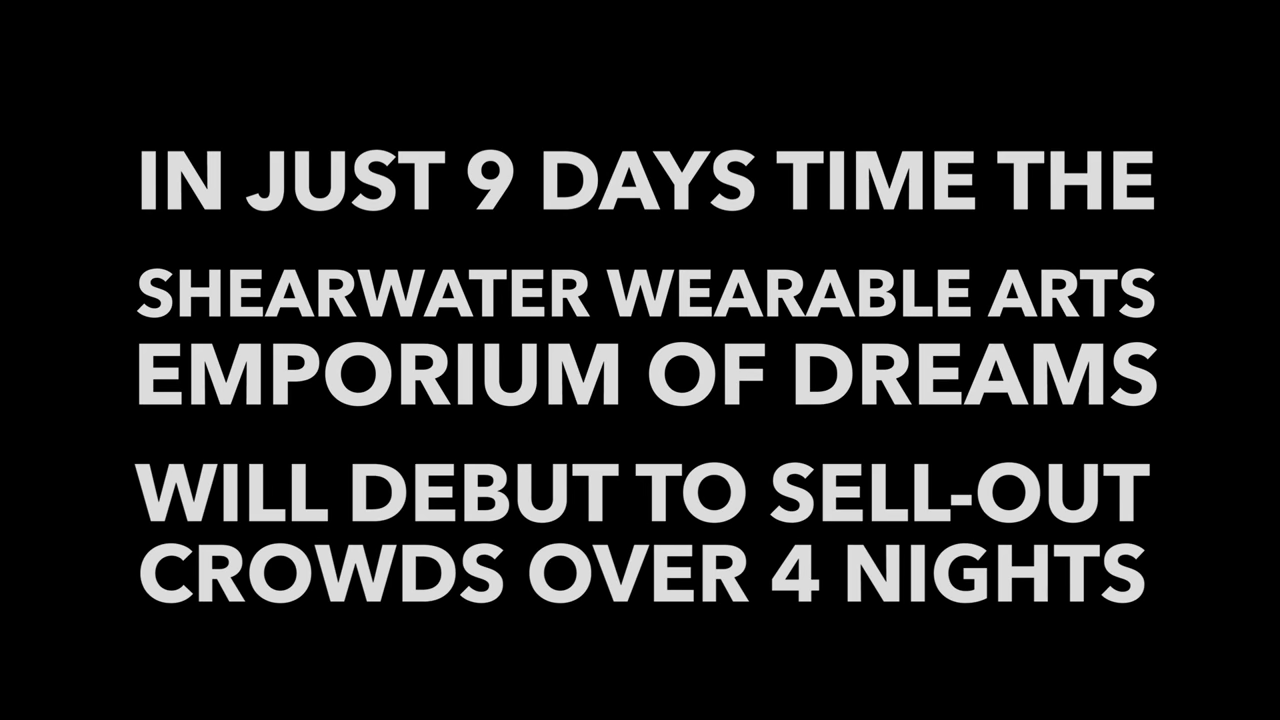 IN JUST 9 DAYS TIME THE
SHEARWATER WEARABLE ARTS
EMPORIUM OF DREAMS
WILL DEBUT TO SELL-OUT
CROWDS OVER 4 NIGHTS